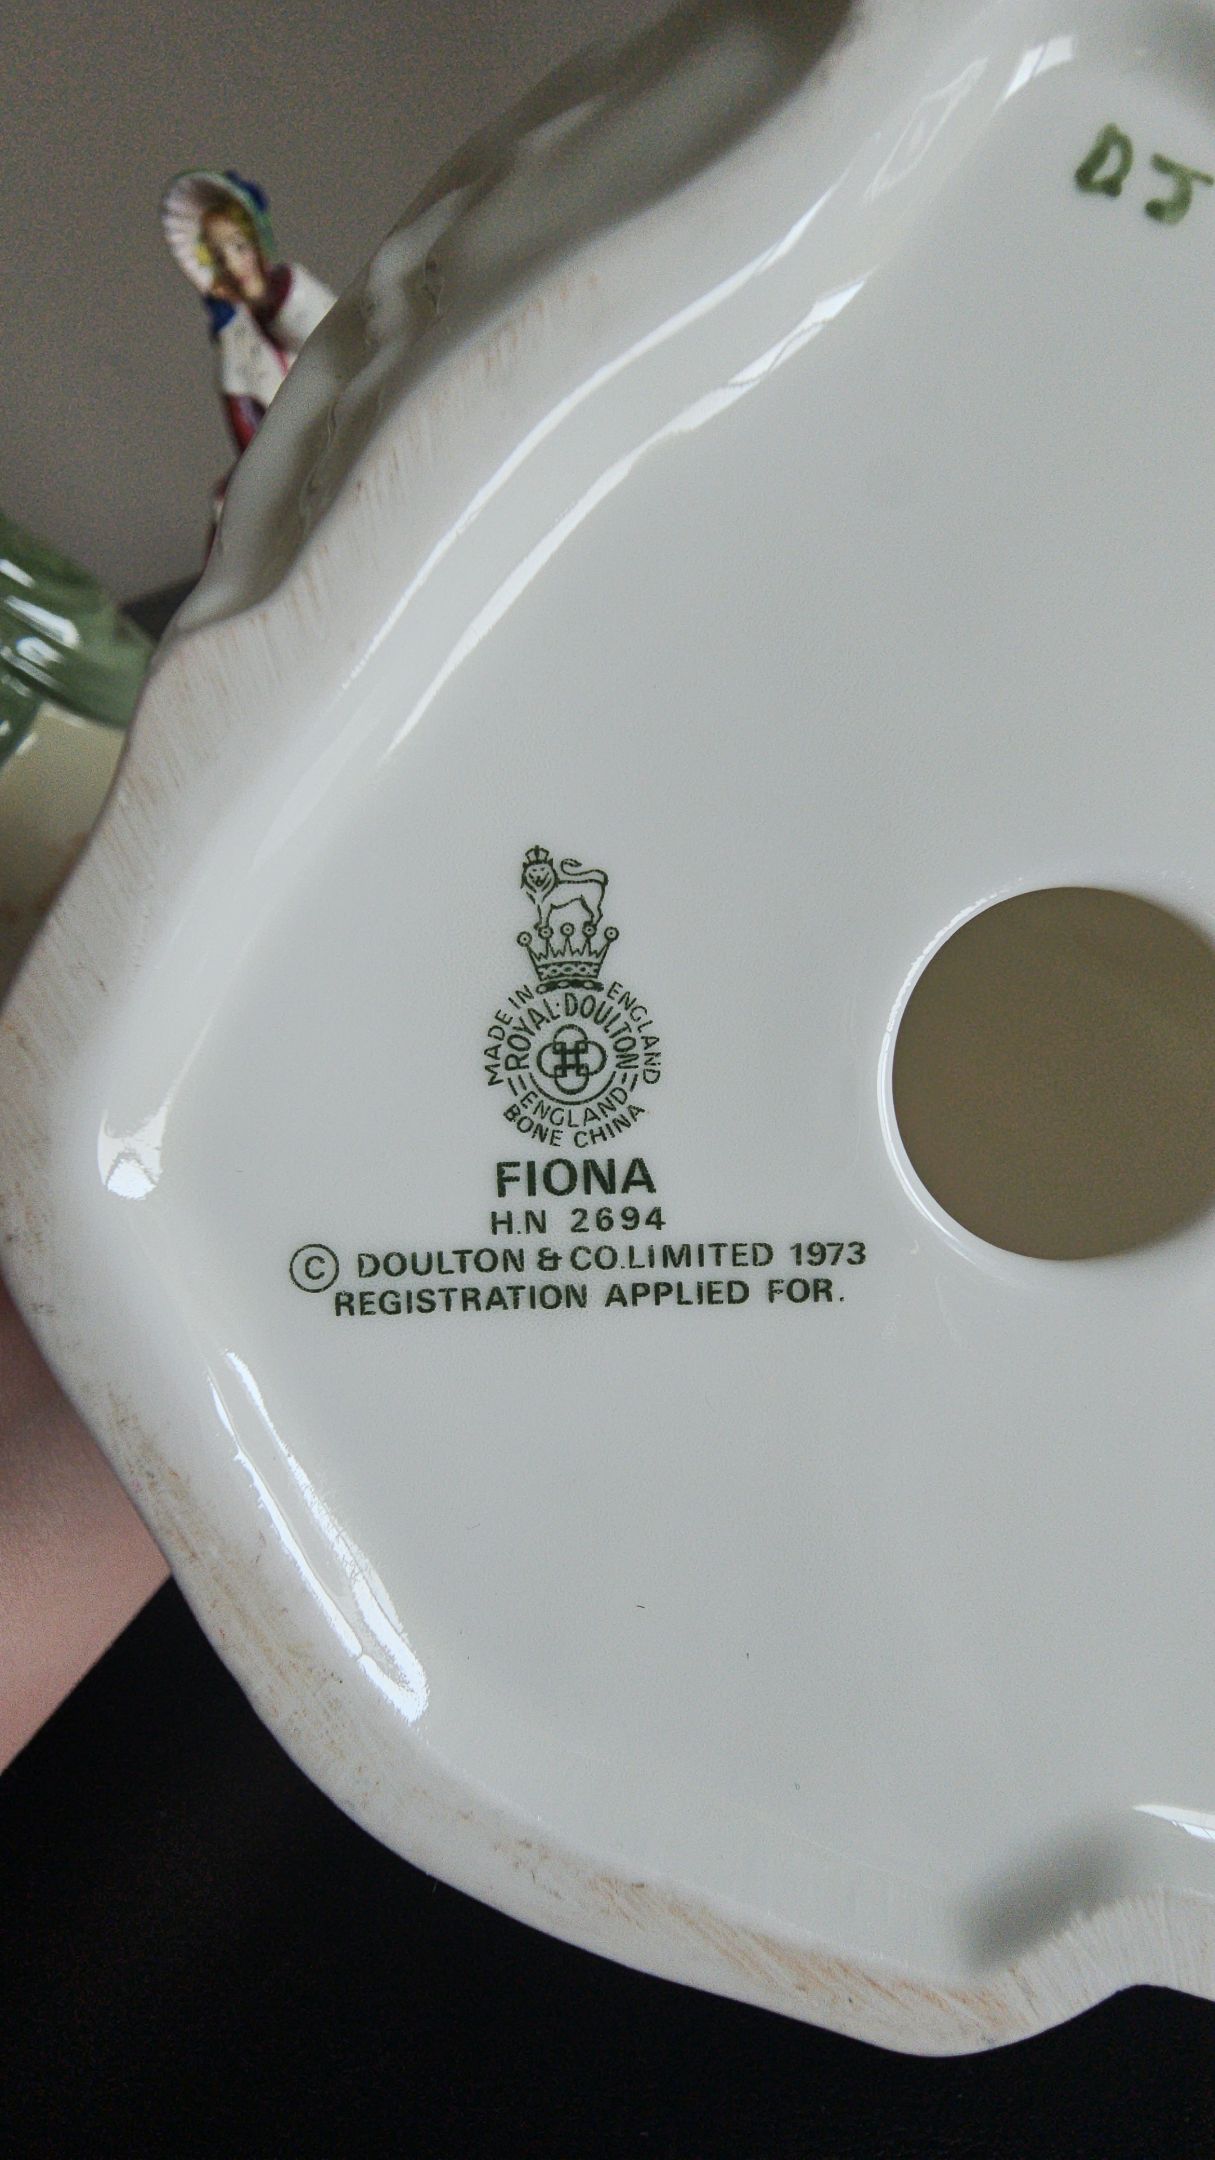 DJ
MADE IN ENGLAND
ROYAL·DOULTON
ENGLAND
BONE CHINA
FIONA
H.N 2694
© DOULTON & CO.LIMITED 1973
REGISTRATION APPLIED FOR.